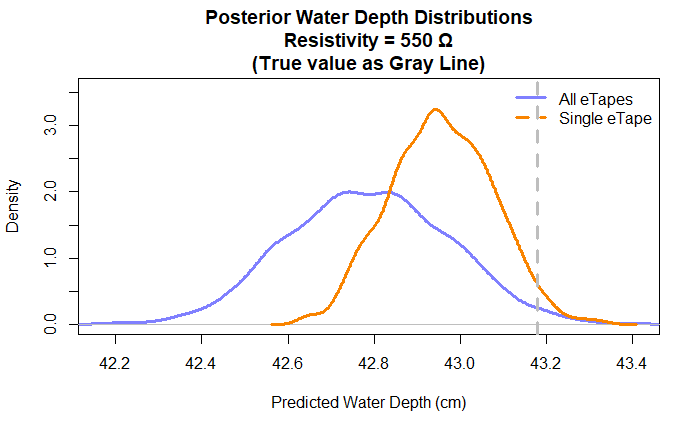 Posterior Water Depth Distributions
Resistivity = 550 Ω
(True value as Gray Line)
All eTapes
Single eTape
Density
3.0
2.0
1.0
0.0
42.2 42.4 42.6 42.8 43.0 43.2 43.4
Predicted Water Depth (cm)